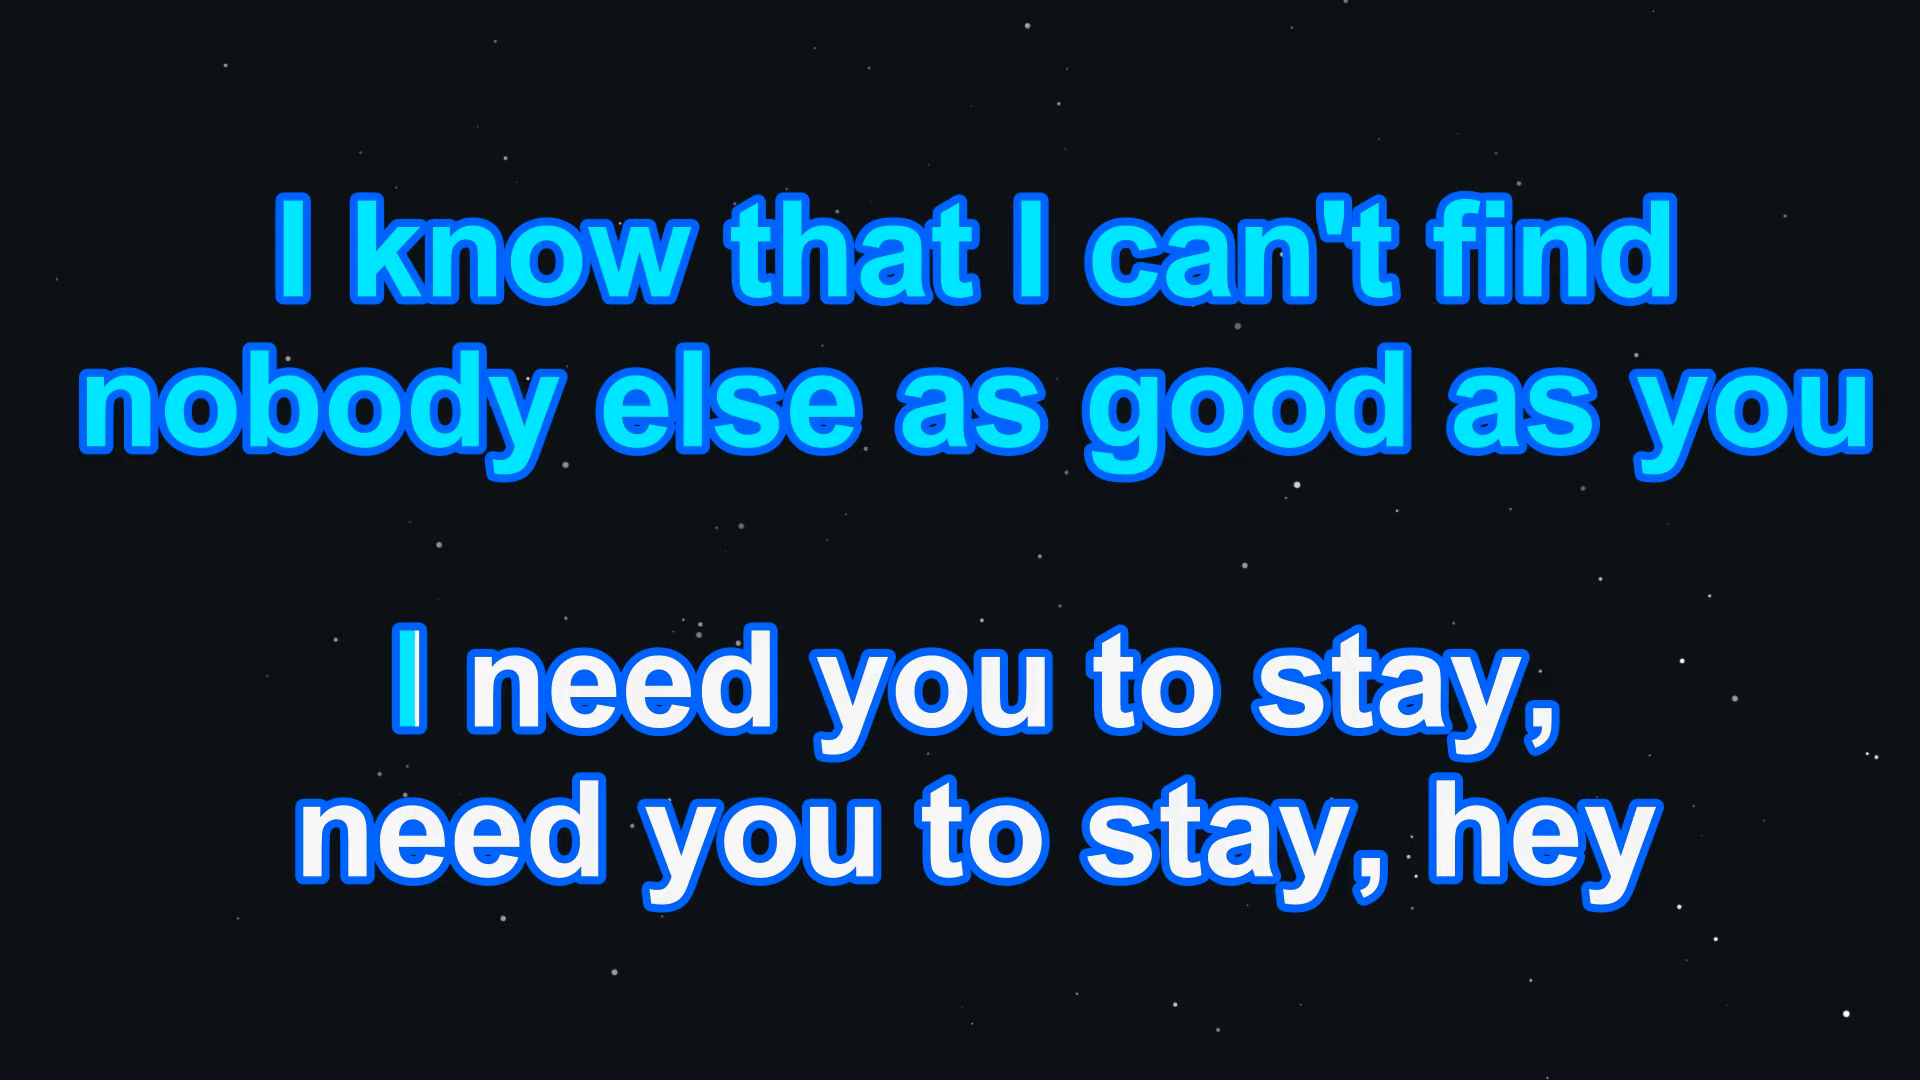 I know that I can't find
nobody else as good as you
I need you to stay,
need you to stay, hey